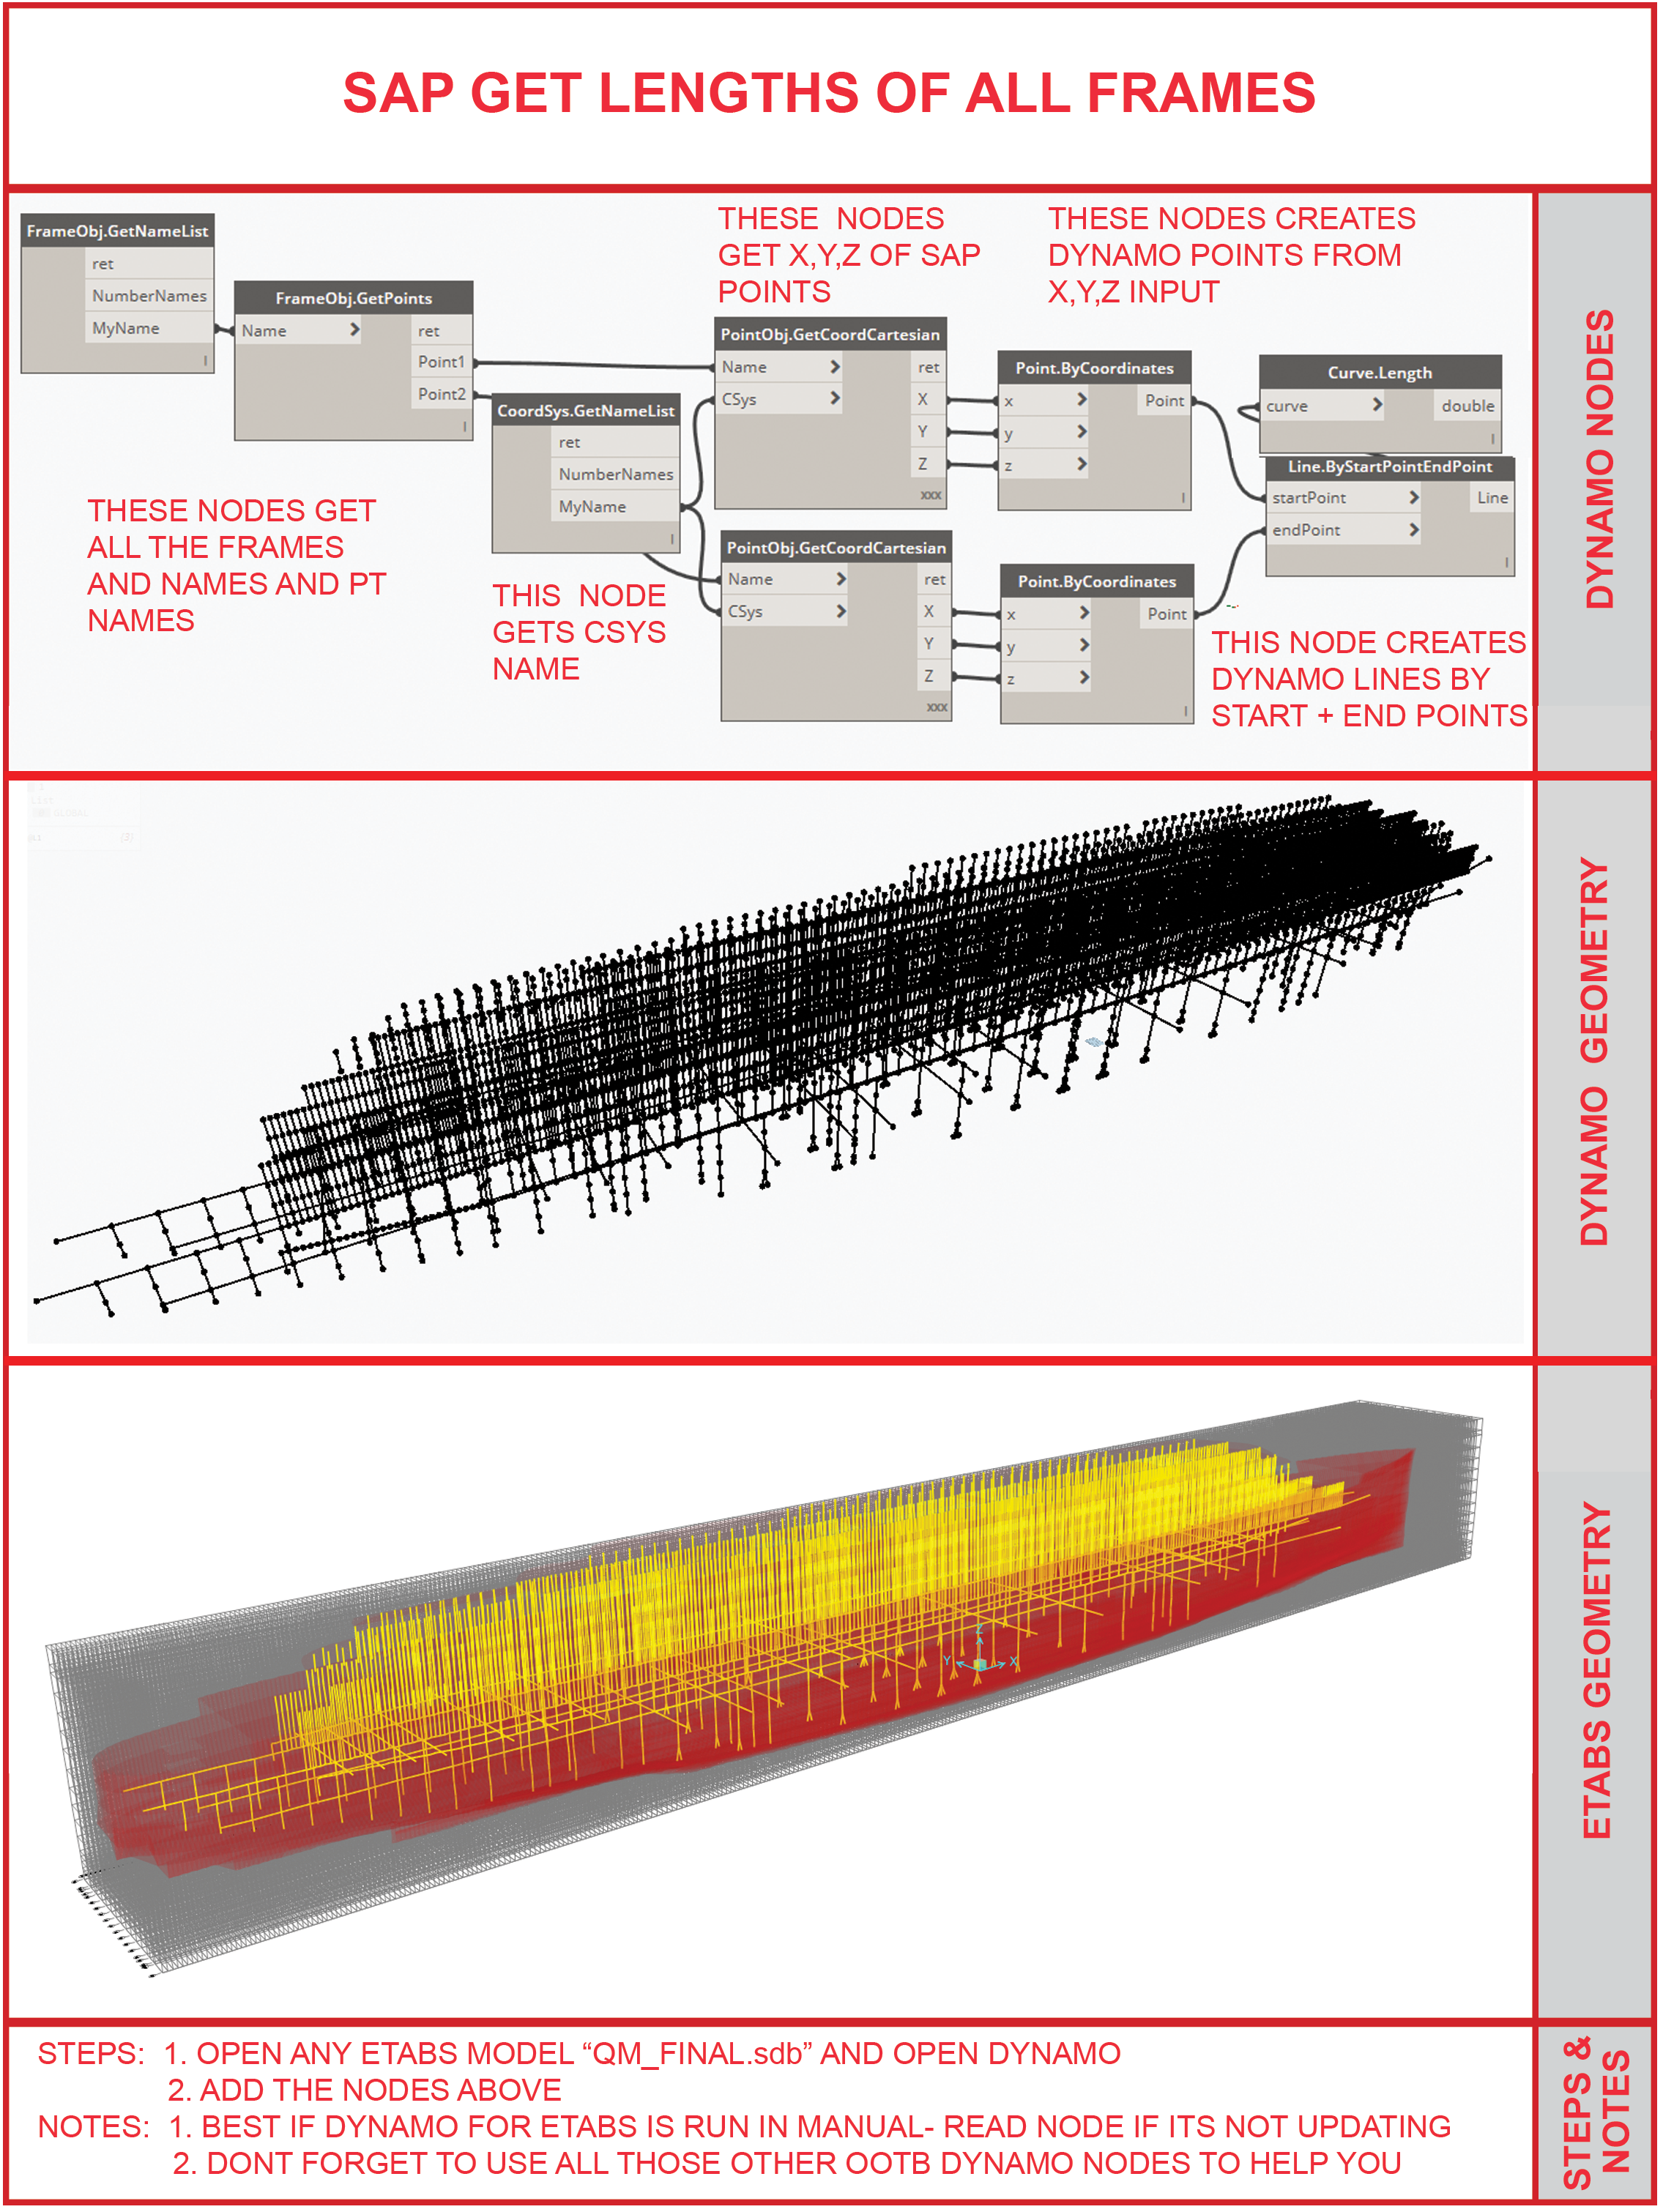 SAP GET LENGTHS OF ALL FRAMES
FrameObj.GetNameList
ret
NumberNames
MyName
l
FrameObj.GetPoints
Name > ret
Point1
Point2
l
THESE NODES GET
ALL THE FRAMES
AND NAMES AND PT
NAMES
CoordSys.GetNameList
ret
NumberNames
MyName
l
THIS NODE
GETS CSYS
NAME
THESE NODES
GET X,Y,Z OF SAP
POINTS
PointObj.GetCoordCartesian
Name > ret
CSys > X
Y
Z
xxx
PointObj.GetCoordCartesian
Name > ret
CSys > X
Y
Z
xxx
THESE NODES CREATES
DYNAMO POINTS FROM
X,Y,Z INPUT
Point.ByCoordinates
x > Point
y >
z >
l
Point.ByCoordinates
x > Point
y >
z >
l
Curve.Length
curve > double
l
Line.ByStartPointEndPoint
startPoint > Line
endPoint >
l
THIS NODE CREATES
DYNAMO LINES BY
START + END POINTS
DYNAMO NODES
DYNAMO GEOMETRY
Z
Y
X
ETABS GEOMETRY
STEPS: 1. OPEN ANY ETABS MODEL “QM_FINAL.sdb” AND OPEN DYNAMO
2. ADD THE NODES ABOVE
NOTES: 1. BEST IF DYNAMO FOR ETABS IS RUN IN MANUAL- READ NODE IF ITS NOT UPDATING
2. DONT FORGET TO USE ALL THOSE OTHER OOTB DYNAMO NODES TO HELP YOU
STEPS &
NOTES